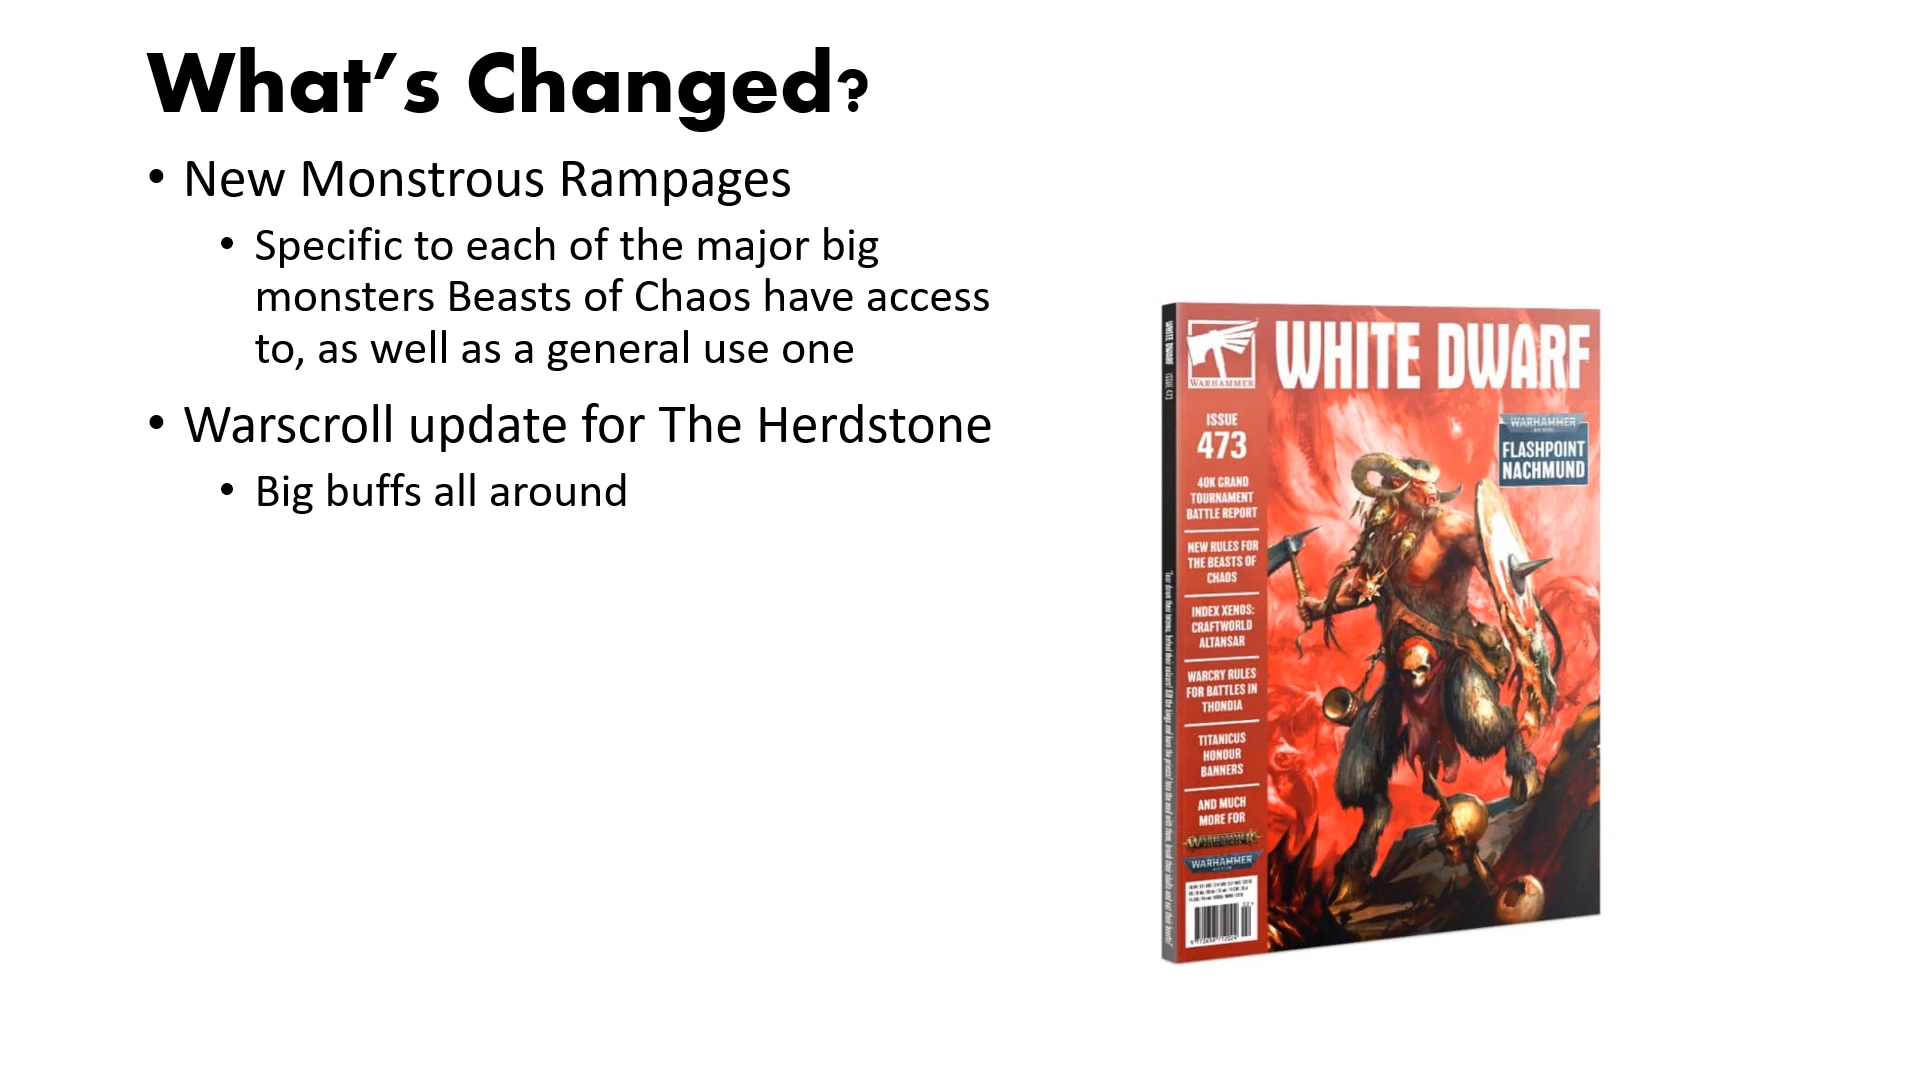 What’s Changed?
• New Monstrous Rampages
• Specific to each of the major big
monsters Beasts of Chaos have access
to, as well as a general use one
• Warscroll update for The Herdstone
• Big buffs all around
WHITE DWARF
ISSUE 473
WARHAMMER
WHITE DWARF
ISSUE
473
40K GRAND
TOURNAMENT
BATTLE REPORT
NEW RULES FOR
THE BEASTS OF
CHAOS
INDEX XENOS:
CRAFTWORLD
ALTANSAR
WARCRY RULES
FOR BATTLES IN
THONDIA
TITANICUS
HONOUR
BANNERS
AND MUCH
MORE FOR
WARHAMMER
WARHAMMER
WARHAMMER
FLASHPOINT
NACHMUND